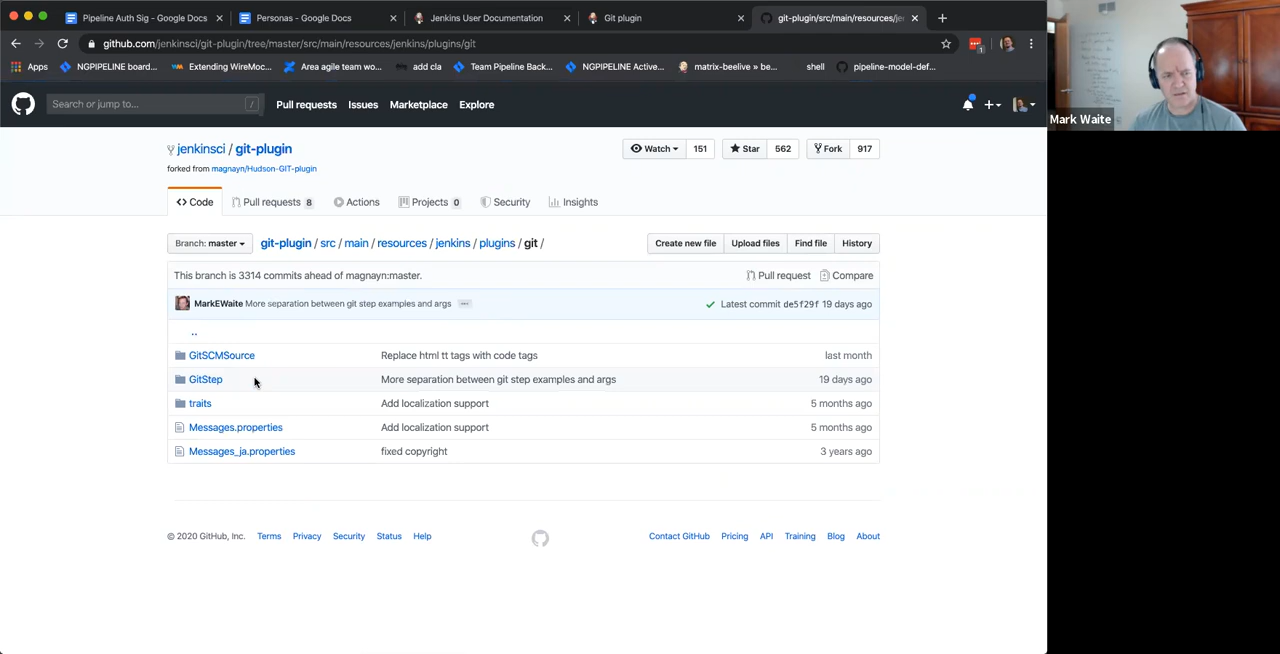 Pipeline Auth Sig - Google Docs
Personas - Google Docs
Jenkins User Documentation
Git plugin
git-plugin/src/main/resources/je
github.com/jenkinsci/git-plugin/tree/master/src/main/resources/jenkins/plugins/git
Apps
NGPIPELINE board...
Extending WireMoc...
Area agile team wo...
add cla
Team Pipeline Back...
NGPIPELINE Active...
matrix-beelive » be...
shell
pipeline-model-def...
Search or jump to...
/
Pull requests
Issues
Marketplace
Explore
Mark Waite
jenkinsci / git-plugin
Watch 151
Star 562
Fork 917
forked from magnayn/Hudson-GIT-plugin
Code
Pull requests 8
Actions
Projects 0
Security
Insights
Branch: master
git-plugin / src / main / resources / jenkins / plugins / git /
Create new file
Upload files
Find file
History
This branch is 3314 commits ahead of magnayn:master.
Pull request
Compare
MarkEWaite More separation between git step examples and args
Latest commit de5f29f 19 days ago
..
GitSCMSource Replace html tt tags with code tags last month
GitStep More separation between git step examples and args 19 days ago
traits Add localization support 5 months ago
Messages.properties Add localization support 5 months ago
Messages_ja.properties fixed copyright 3 years ago
© 2020 GitHub, Inc.
Terms
Privacy
Security
Status
Help
Contact GitHub
Pricing
API
Training
Blog
About